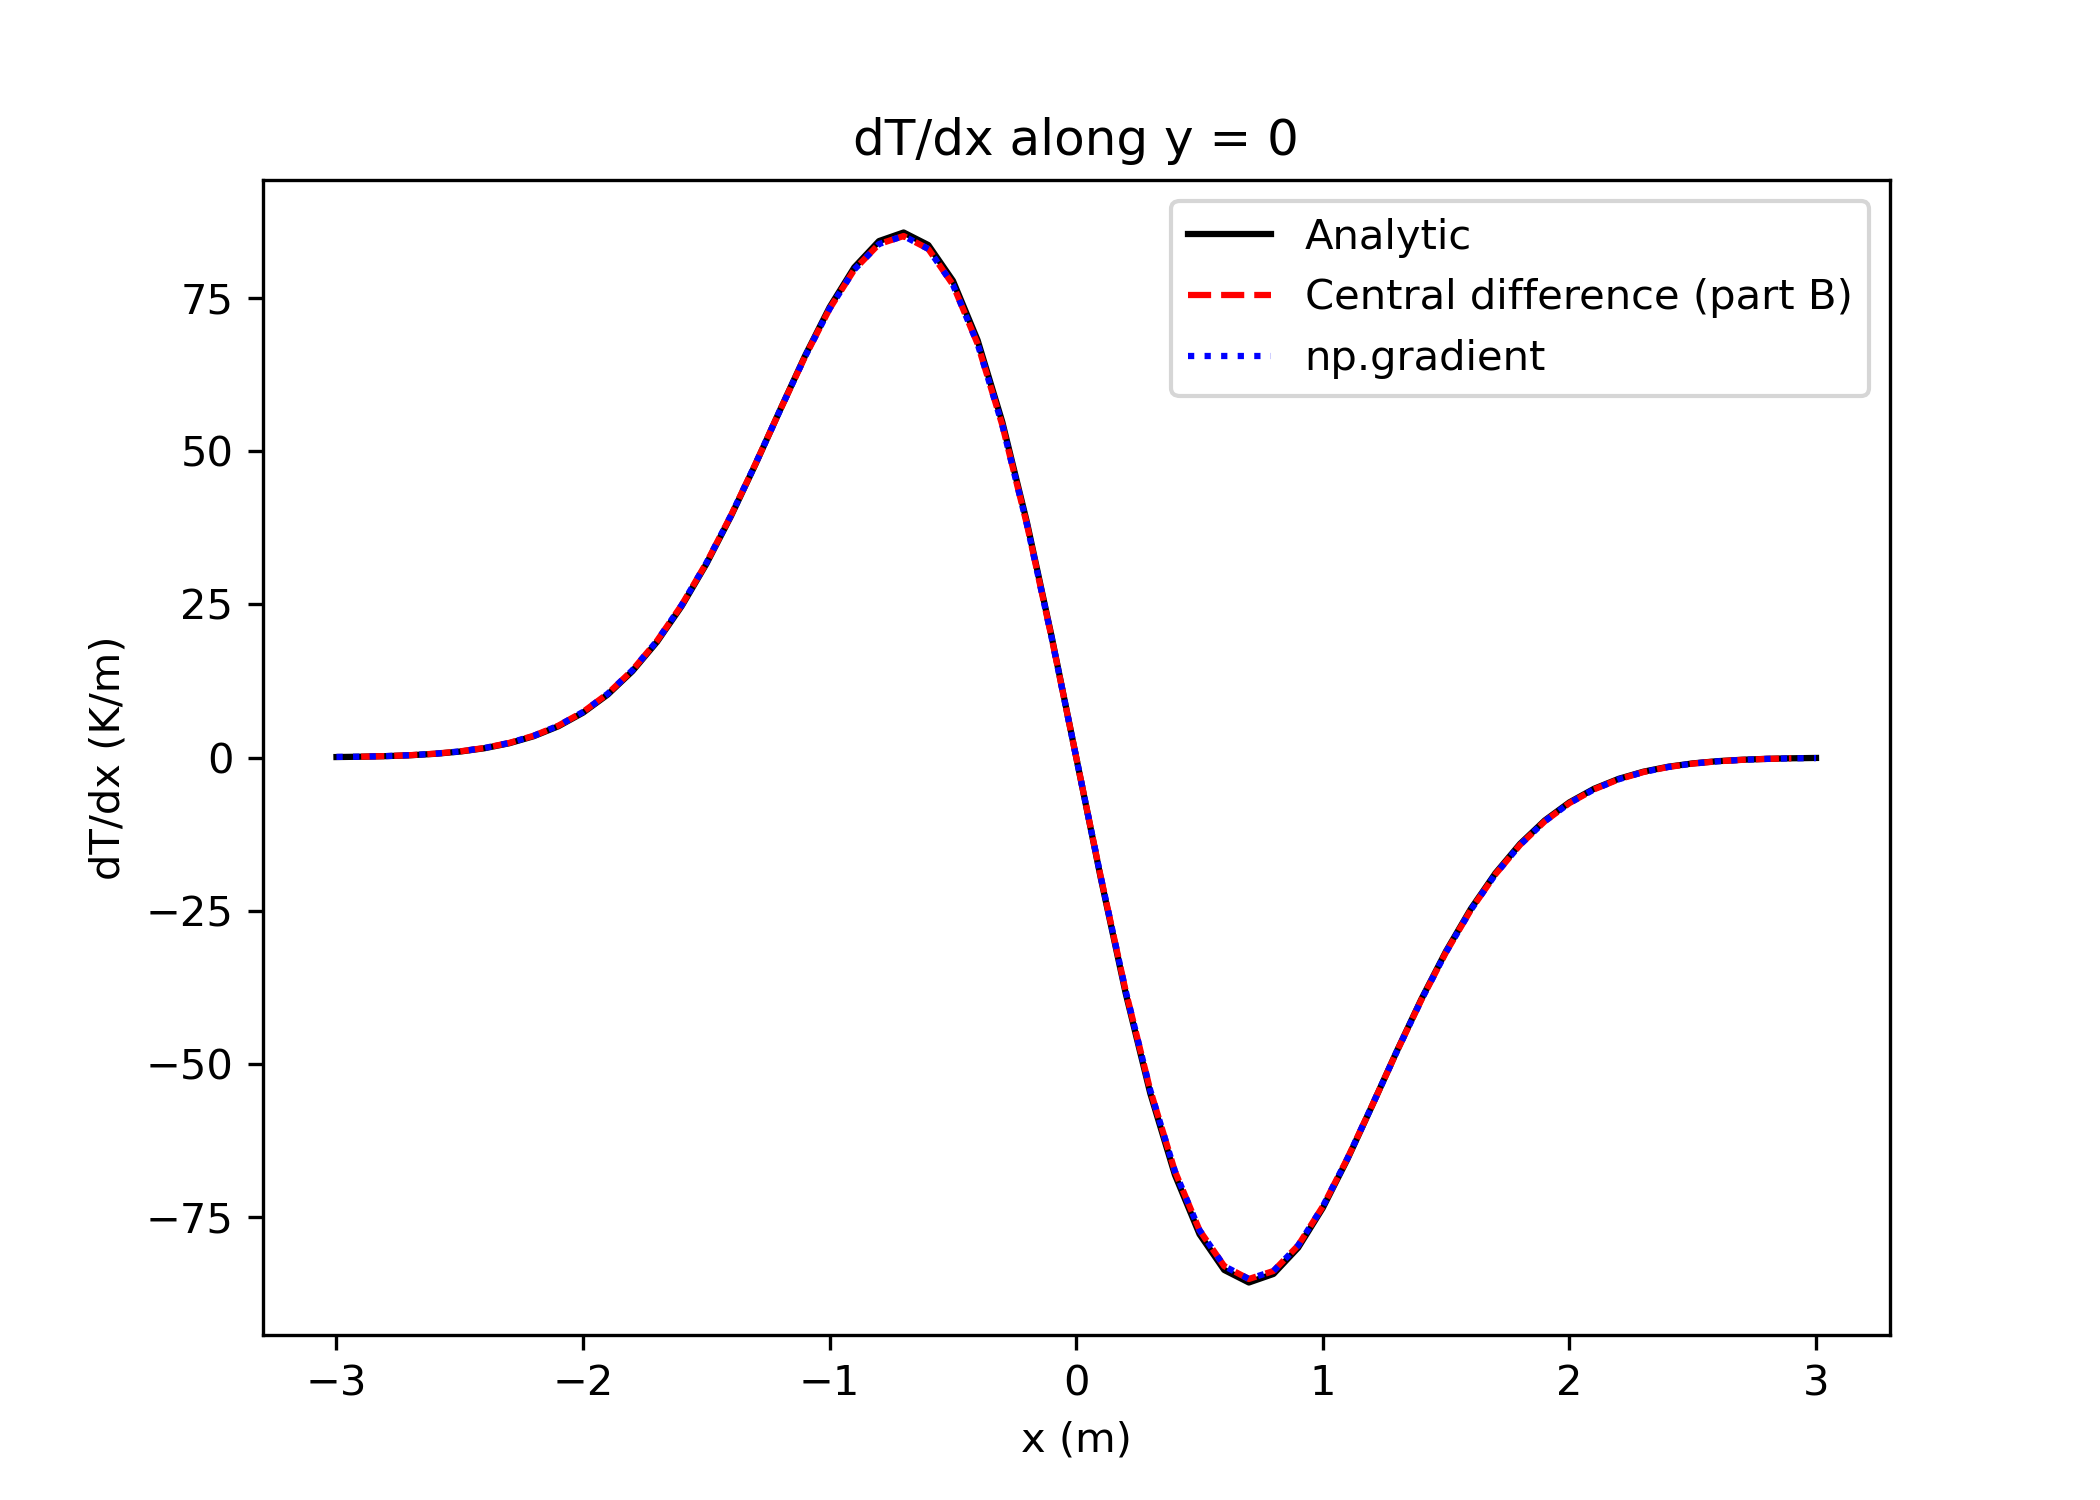 dT/dx along y = 0
Analytic
Central difference (part B)
np.gradient
75
50
25
0
−25
−50
−75
dT/dx (K/m)
−3
−2
−1
0
1
2
3
x (m)